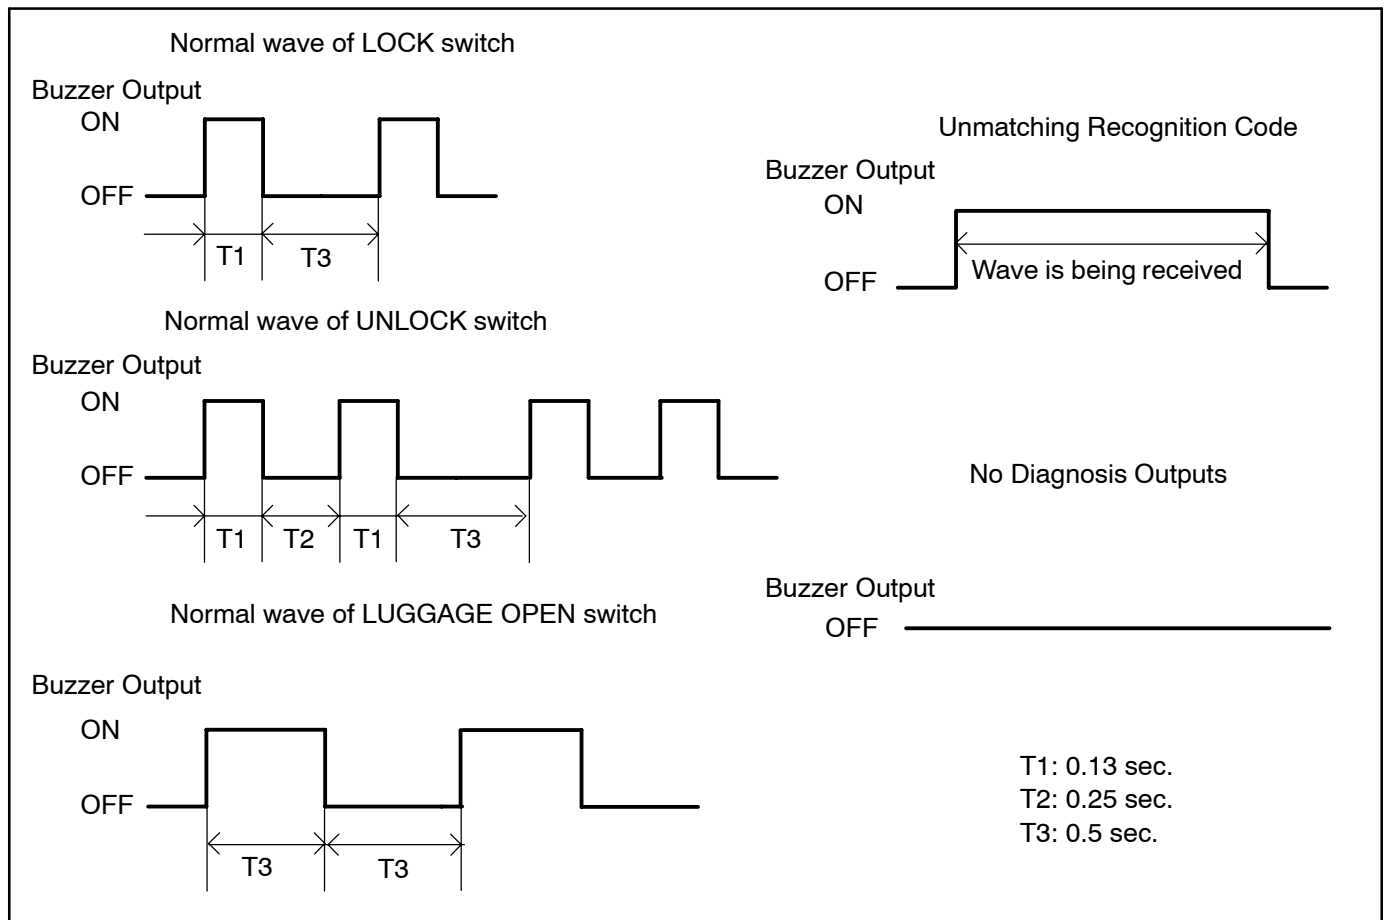 Normal wave of LOCK switch
Buzzer Output
ON
OFF
T1
T3
Normal wave of UNLOCK switch
Buzzer Output
ON
OFF
T1
T2
T1
T3
Normal wave of LUGGAGE OPEN switch
Buzzer Output
ON
OFF
T3
T3
Unmatching Recognition Code
Buzzer Output
ON
Wave is being received
OFF
No Diagnosis Outputs
Buzzer Output
OFF
T1: 0.13 sec.
T2: 0.25 sec.
T3: 0.5 sec.